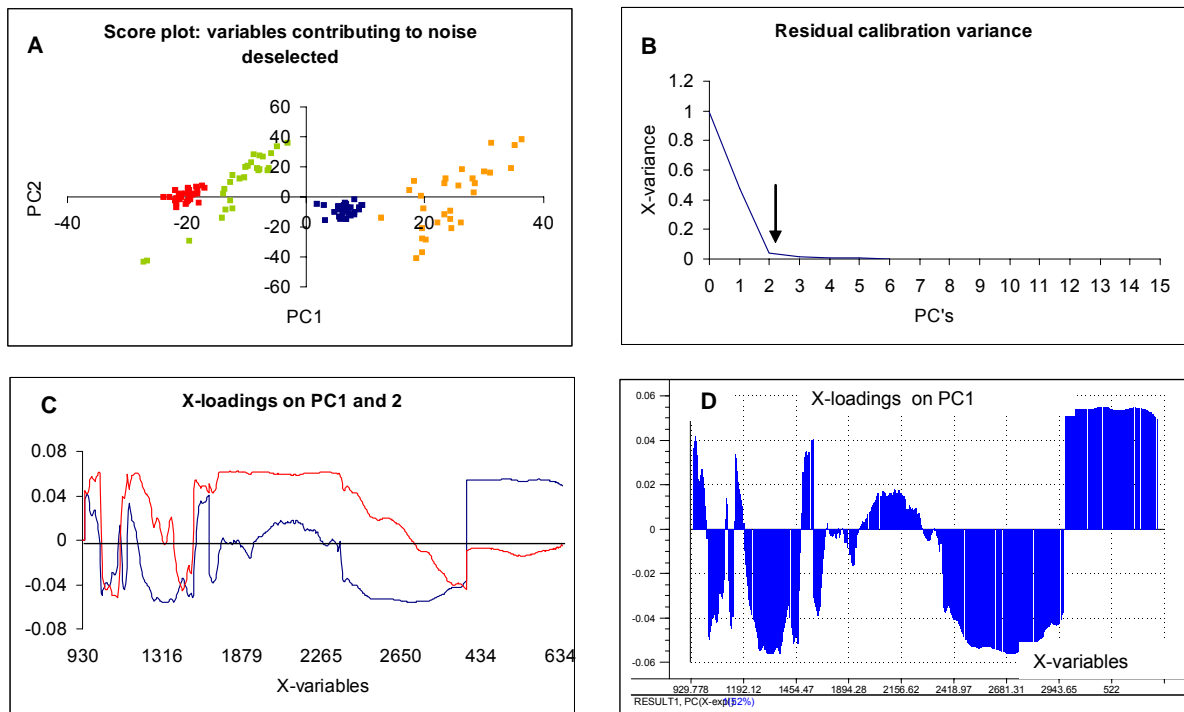 A
Score plot: variables contributing to noise
deselected
60
40
20
0
-20
-40
-60
-40
-20
0
20
40
PC2
PC1
B
Residual calibration variance
1.2
1
0.8
0.6
0.4
0.2
0
X-variance
0 1 2 3 4 5 6 7 8 9 10 11 12 13 14 15
PC's
C
X-loadings on PC1 and 2
0.08
0.04
0
-0.04
-0.08
930 1316 1879 2265 2650 434 634
X-variables
D
X-loadings on PC1
0.06
0.04
0.02
0
-0.02
-0.04
-0.06
X-variables
929.778 1192.12 1454.47 1894.28 2156.62 2418.97 2681.31 2943.65 522
RESULT1, PC(X-exp)